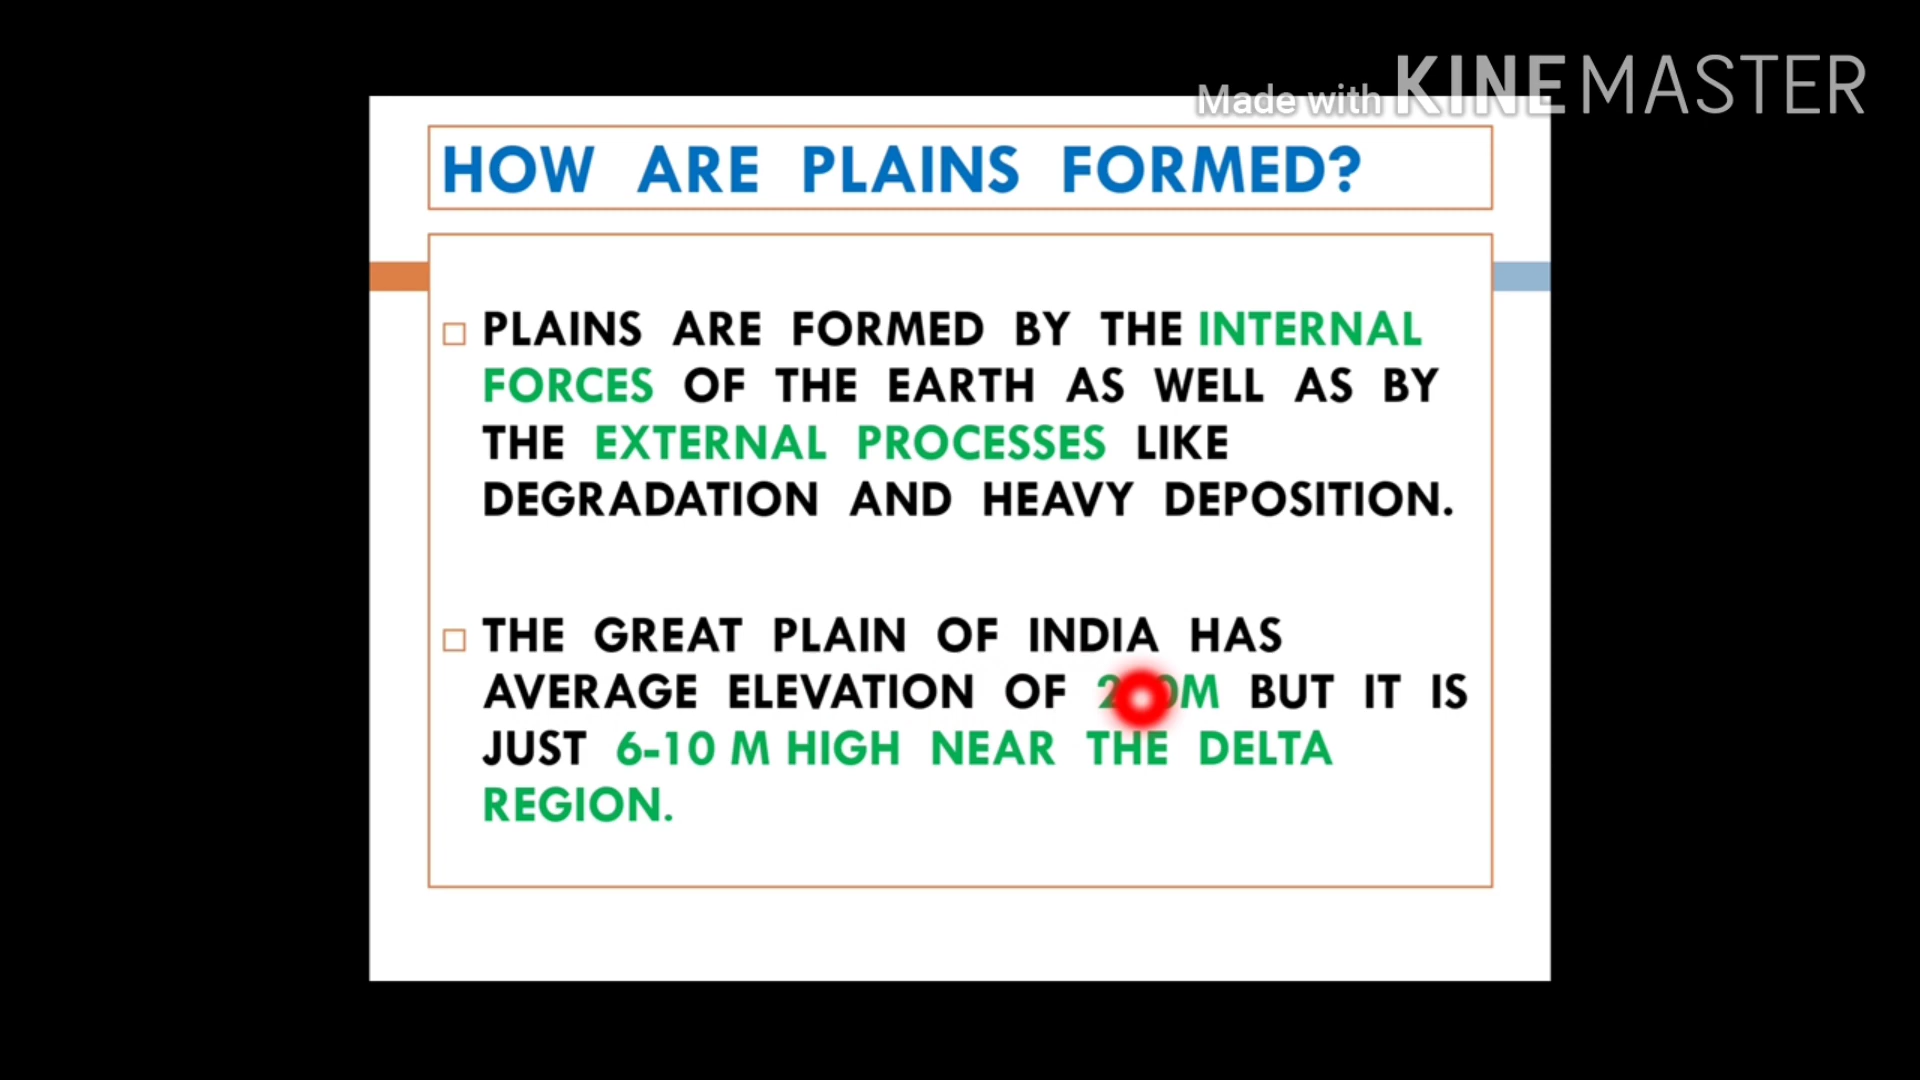 Made with KINEMASTER
HOW ARE PLAINS FORMED?
PLAINS ARE FORMED BY THE INTERNAL
FORCES OF THE EARTH AS WELL AS BY
THE EXTERNAL PROCESSES LIKE
DEGRADATION AND HEAVY DEPOSITION.
THE GREAT PLAIN OF INDIA HAS
AVERAGE ELEVATION OF BUT IT IS
JUST 6-10 M HIGH NEAR THE DELTA
REGION.